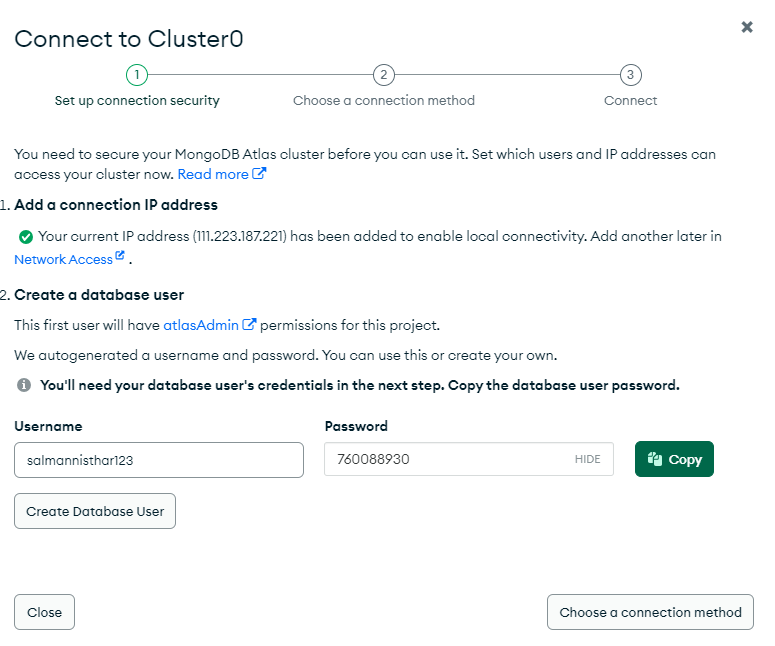 Connect to Cluster0
1
2
3
Set up connection security
Choose a connection method
Connect
You need to secure your MongoDB Atlas cluster before you can use it. Set which users and IP addresses can
access your cluster now. Read more
1. Add a connection IP address
Your current IP address (111.223.187.221) has been added to enable local connectivity. Add another later in
Network Access .
2. Create a database user
This first user will have atlasAdmin permissions for this project.
We autogenerated a username and password. You can use this or create your own.
You'll need your database user's credentials in the next step. Copy the database user password.
Username
Password
salmannisthar123
760088930
HIDE
Copy
Create Database User
Close
Choose a connection method